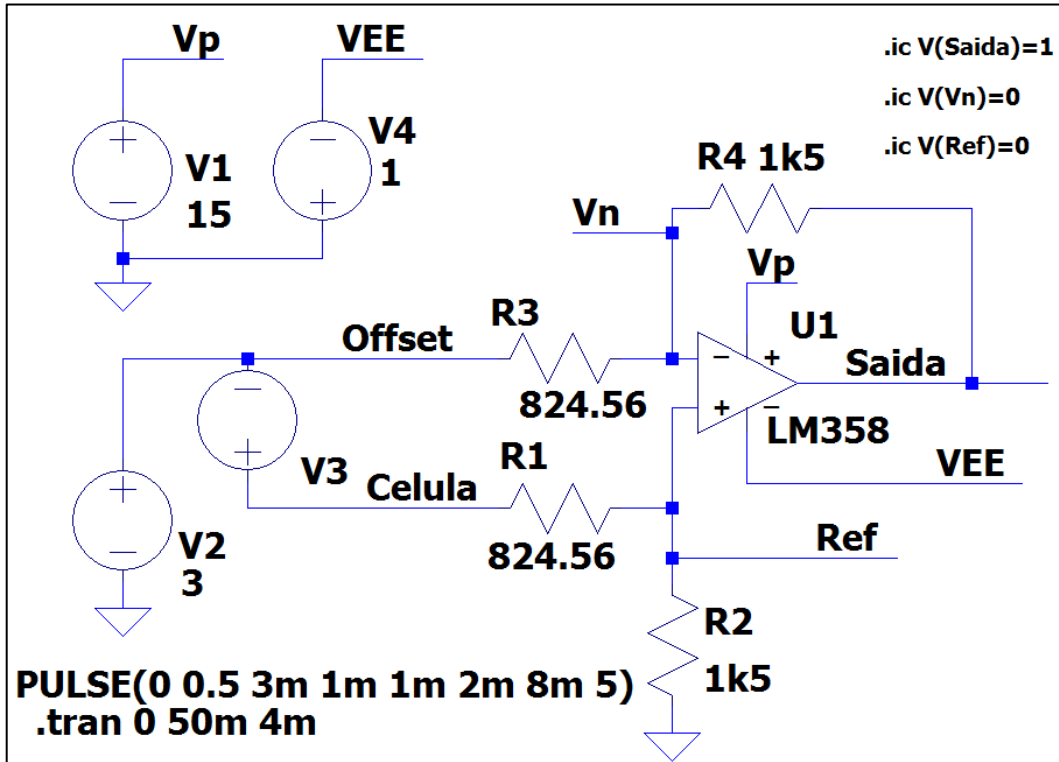 Vp
VEE
.ic V(Saida)=1
.ic V(Vn)=0
.ic V(Ref)=0
V1
15
V4
1
R4 1k5
Vn
Vp
U1
R3
Offset
824.56
Saida
LM358
VEE
V3
R1
Celula
824.56
V2
3
Ref
R2
1k5
PULSE(0 0.5 3m 1m 1m 2m 8m 5)
.tran 0 50m 4m